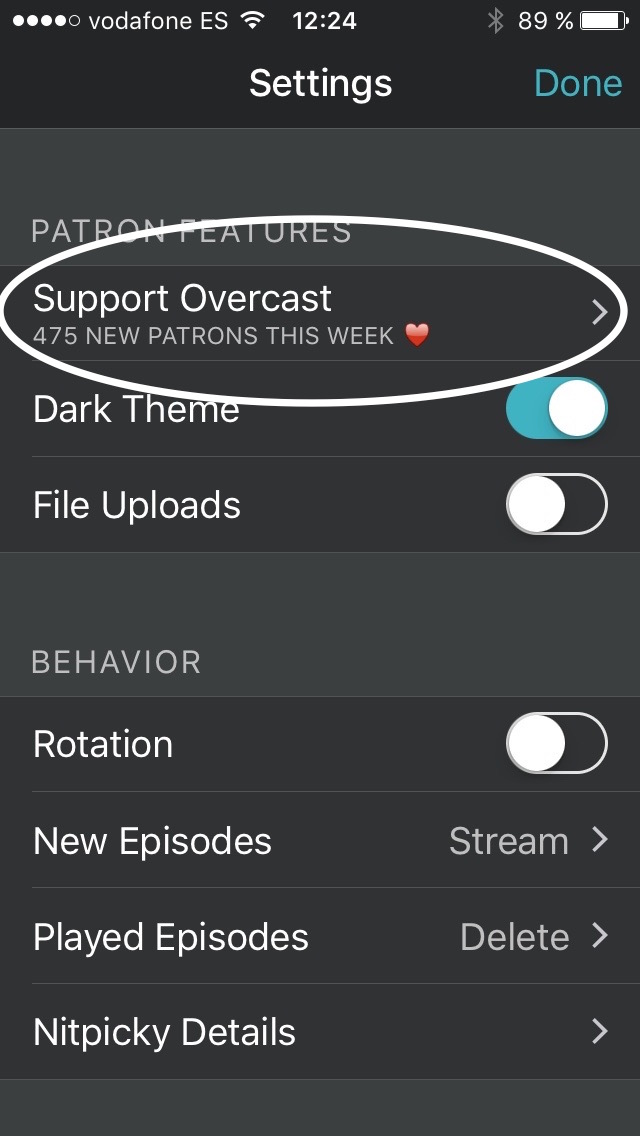 vodafone ES 12:24 89 %
Settings Done
PATRON FEATURES
Support Overcast
475 NEW PATRONS THIS WEEK ❤️
Dark Theme
File Uploads
BEHAVIOR
Rotation
New Episodes Stream
Played Episodes Delete
Nitpicky Details